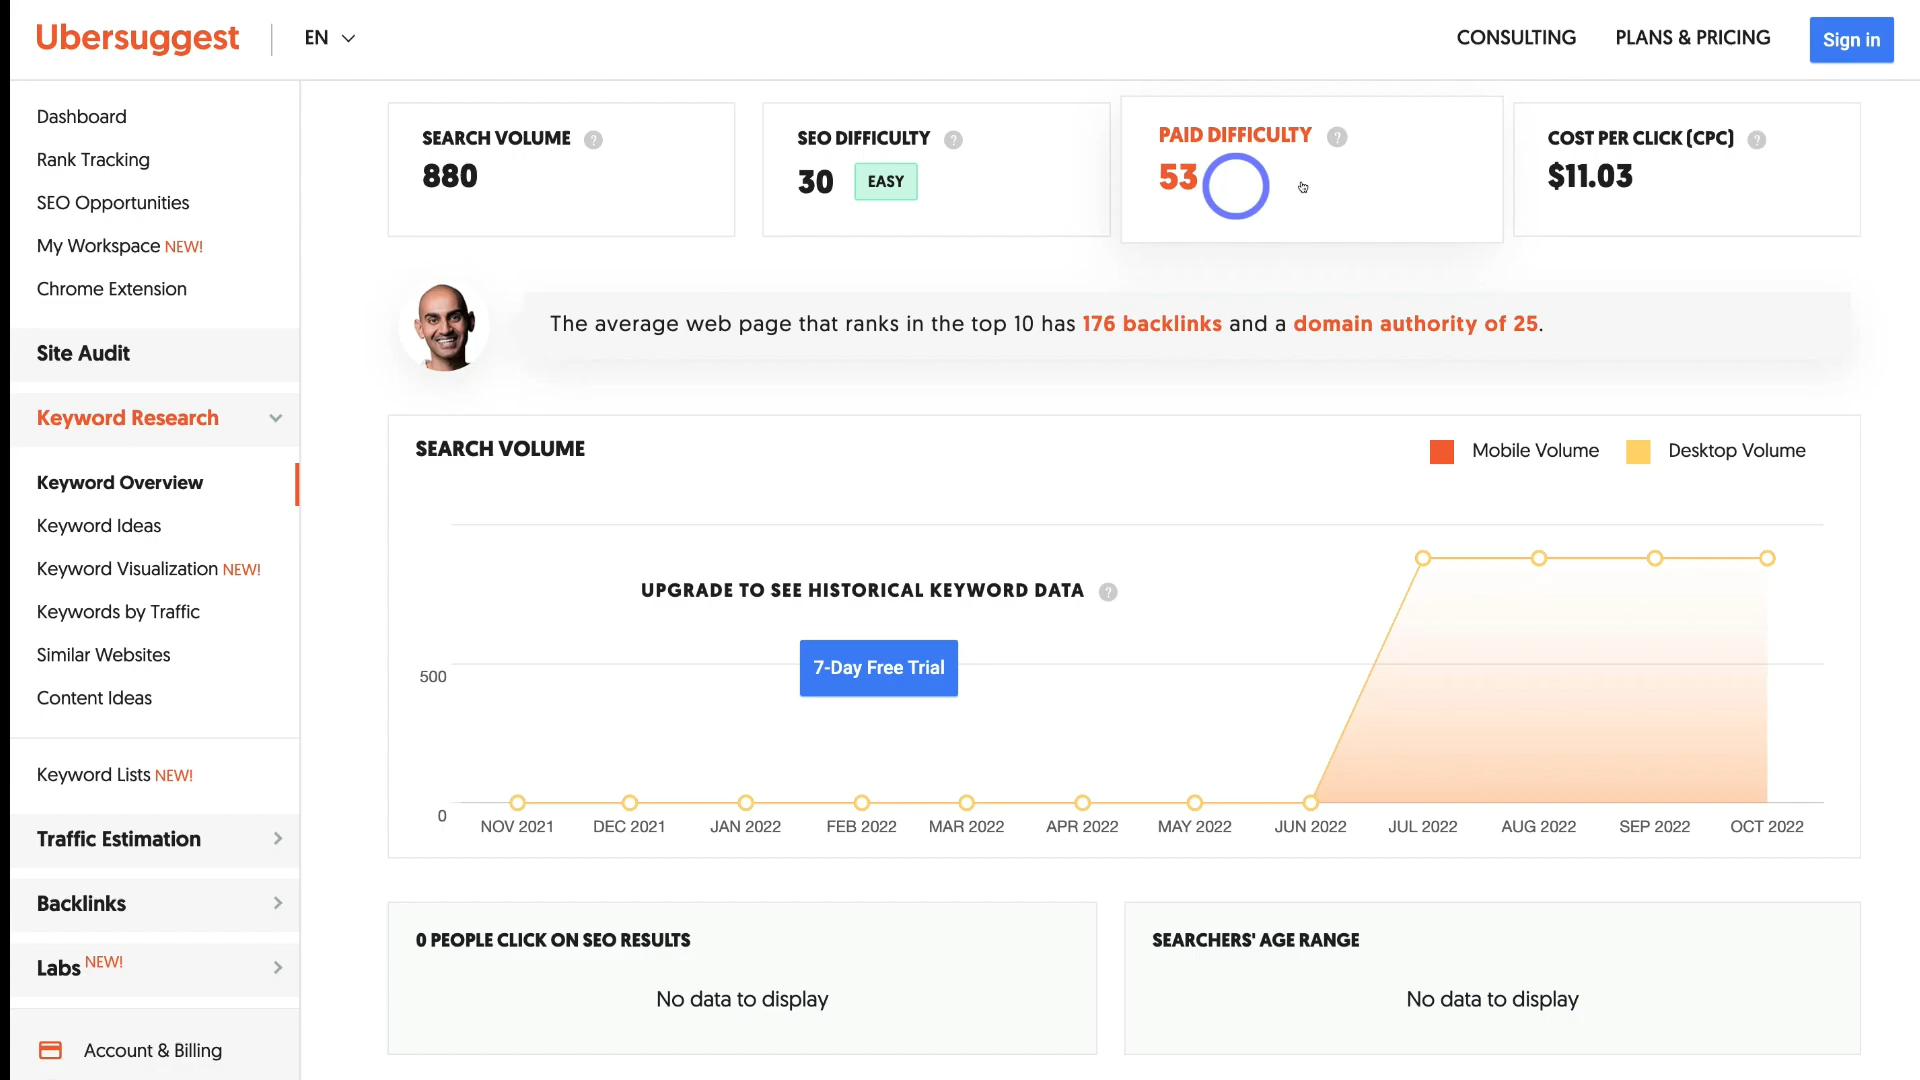 Ubersuggest
EN
CONSULTING
PLANS & PRICING
Sign in
Dashboard
Rank Tracking
SEO Opportunities
My Workspace NEW!
Chrome Extension
Site Audit
Keyword Research
Keyword Overview
Keyword Ideas
Keyword Visualization NEW!
Keywords by Traffic
Similar Websites
Content Ideas
Keyword Lists NEW!
Traffic Estimation
Backlinks
Labs NEW!
Account & Billing
SEARCH VOLUME ?
880
SEO DIFFICULTY ?
30 EASY
PAID DIFFICULTY ?
53
COST PER CLICK (CPC) ?
$11.03
The average web page that ranks in the top 10 has 176 backlinks and a domain authority of 25.
SEARCH VOLUME
Mobile Volume
Desktop Volume
UPGRADE TO SEE HISTORICAL KEYWORD DATA ?
7-Day Free Trial
500
0
NOV 2021 DEC 2021 JAN 2022 FEB 2022 MAR 2022 APR 2022 MAY 2022 JUN 2022 JUL 2022 AUG 2022 SEP 2022 OCT 2022
0 PEOPLE CLICK ON SEO RESULTS
No data to display
SEARCHERS' AGE RANGE
No data to display